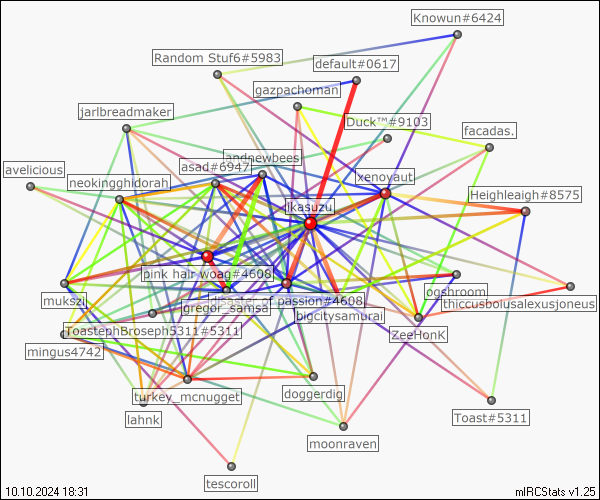 Knowun#6424
Random Stuf6#5983
default#0617
gazpachoman
jarlbreadmaker
Duck™#9103
facadas.
andnewbees
asad#6947
avelicious
xenovaut
neokingghidorah
Heighleigh#8575
Ikasuzu
pink hair woag#4608
ogshroom
mukszi
disaster of passion#4608
thiccusbolusalexusjoneus
gregor_samsa
bigcitysamurai
ToastephBroseph5311#5311
ZeeHonK
mingus4742
doggerdig
turkey_mcnugget
lahnk
Toast#5311
moonraven
tescoroll
10.10.2024 18:31
mIRCStats v1.25